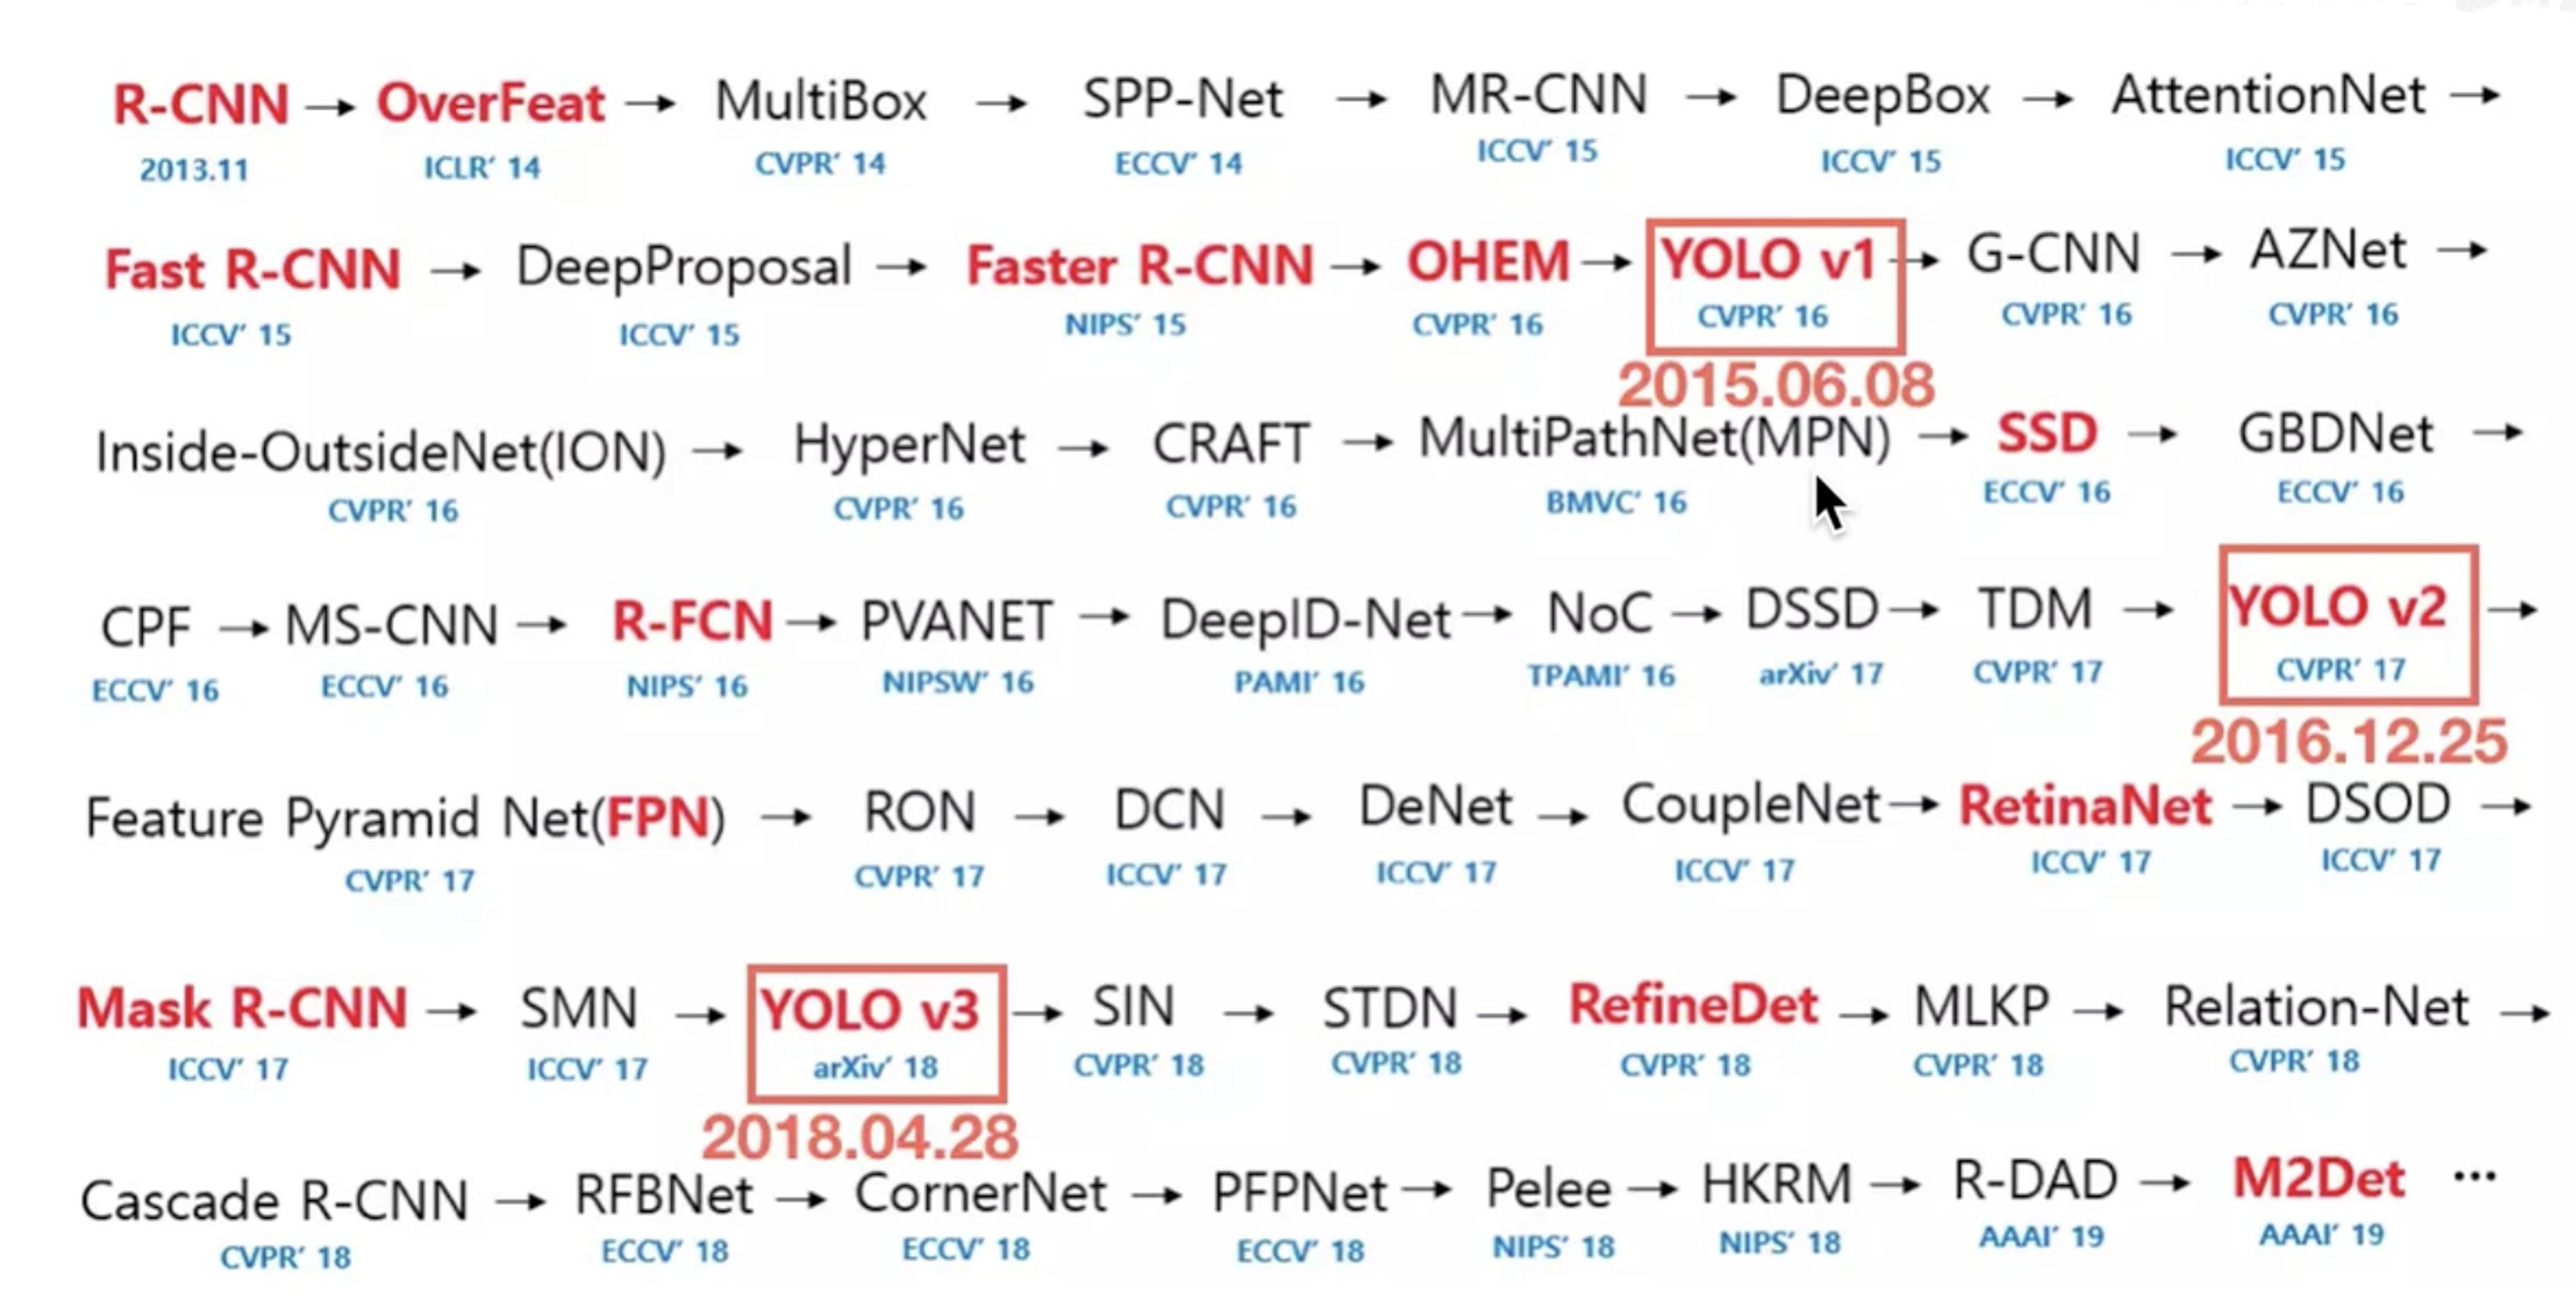 R-CNN → OverFeat → MultiBox → SPP-Net → MR-CNN → DeepBox → AttentionNet →
2013.11 ICLR' 14 CVPR' 14 ECCV' 14 ICCV' 15 ICCV' 15 ICCV' 15
Fast R-CNN → DeepProposal → Faster R-CNN → OHEM → YOLO v1 → G-CNN → AZNet →
ICCV' 15 ICCV' 15 NIPS' 15 CVPR' 16 CVPR' 16 CVPR' 16 CVPR' 16
2015.06.08
Inside-OutsideNet(ION) → HyperNet → CRAFT → MultiPathNet(MPN) → SSD → GBDNet →
CVPR' 16 CVPR' 16 CVPR' 16 BMVC' 16 ECCV' 16 ECCV' 16
CPF → MS-CNN → R-FCN → PVANET → DeepID-Net → NoC → DSSD → TDM → YOLO v2 →
ECCV' 16 ECCV' 16 NIPS' 16 NIPSW' 16 PAMI' 16 TPAMI' 16 arXiv' 17 CVPR' 17 CVPR' 17
2016.12.25
Feature Pyramid Net(FPN) → RON → DCN → DeNet → CoupleNet → RetinaNet → DSOD →
CVPR' 17 CVPR' 17 ICCV' 17 ICCV' 17 ICCV' 17 ICCV' 17 ICCV' 17
Mask R-CNN → SMN → YOLO v3 → SIN → STDN → RefineDet → MLKP → Relation-Net →
ICCV' 17 ICCV' 17 arXiv' 18 CVPR' 18 CVPR' 18 CVPR' 18 CVPR' 18 CVPR' 18
2018.04.28
Cascade R-CNN → RFBNet → CornerNet → PFPNet → Pelee → HKRM → R-DAD → M2Det ···
CVPR' 18 ECCV' 18 ECCV' 18 ECCV' 18 NIPS' 18 NIPS' 18 AAAI' 19 AAAI' 19